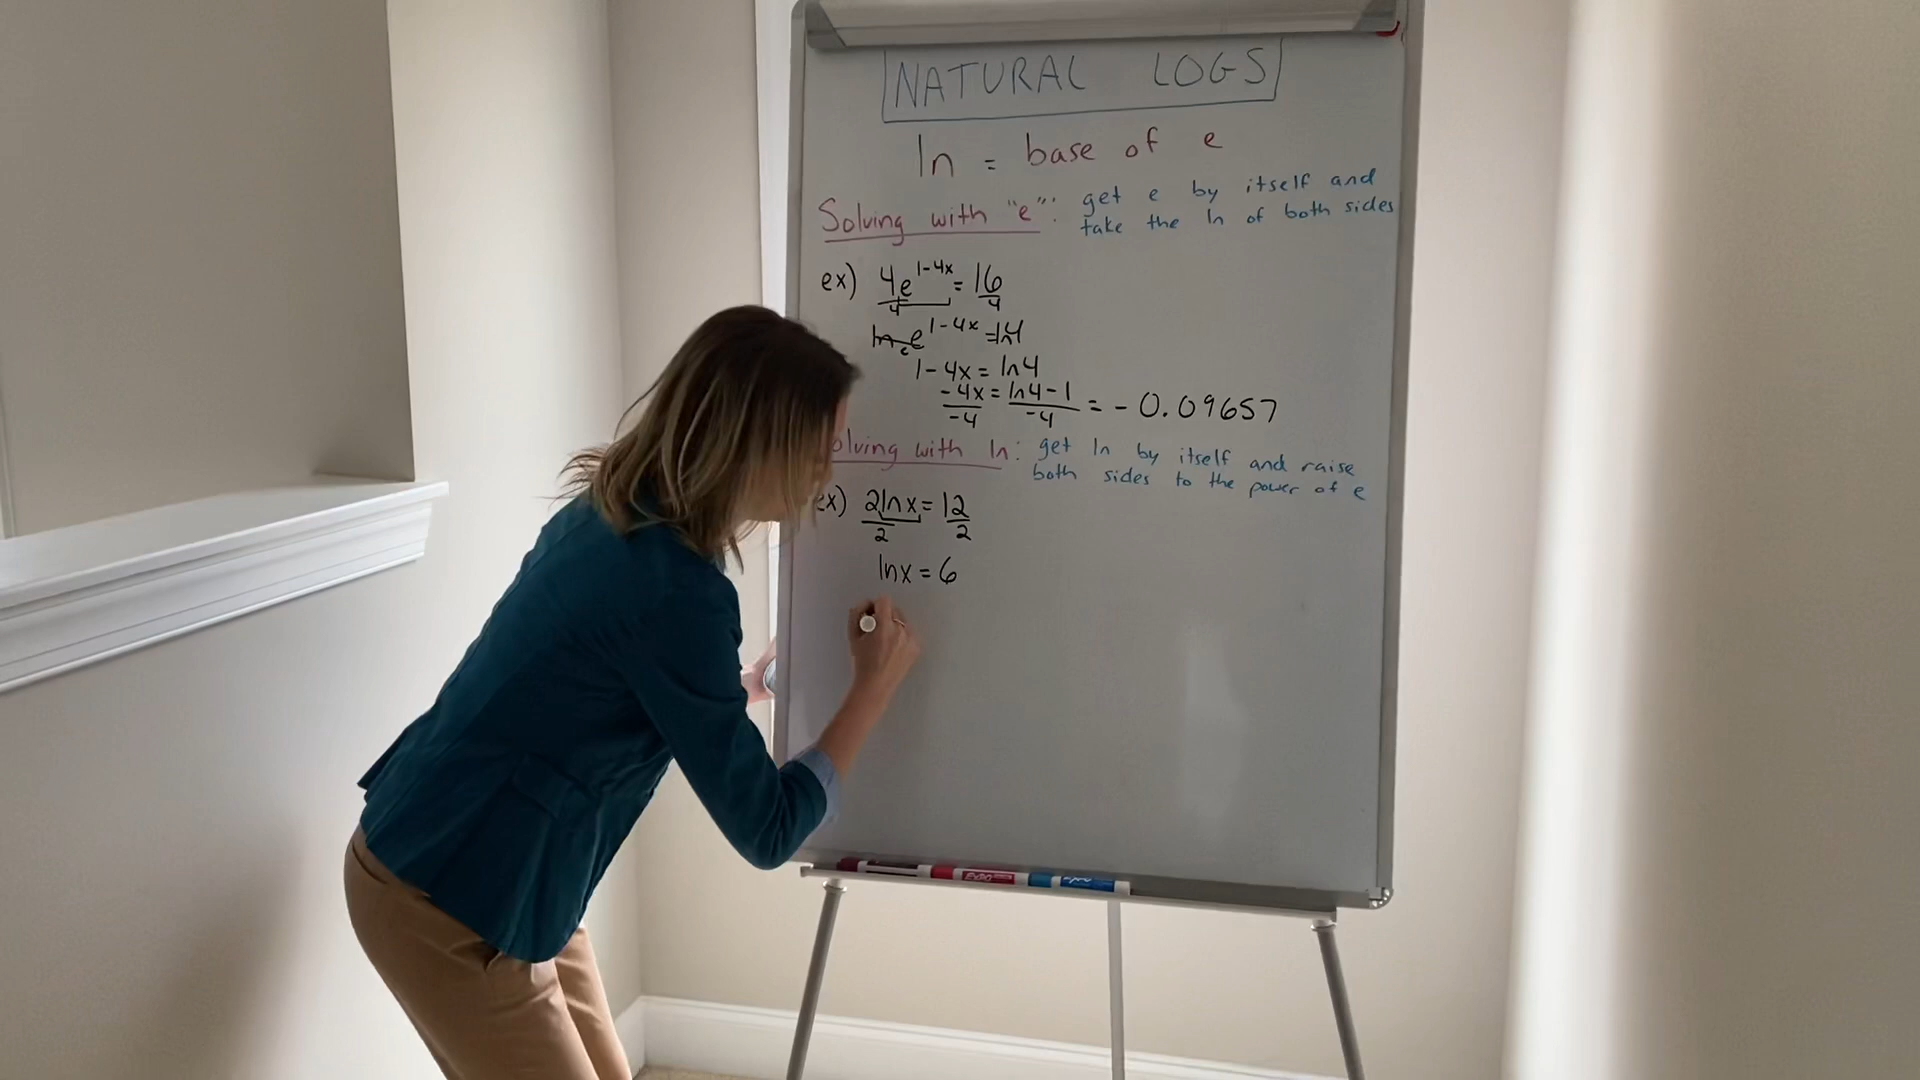 NATURAL LOGS
ln = base of e
Solving with "e": get e by itself and
take the ln of both sides
ex) 4e^1-4x = 16
4 4
ln e^1-4x = ln4
1-4x = ln4
-4x = ln4-1 = -0.09657
-4 -4
olving with ln: get ln by itself and raise
both sides to the power of e
ex) 2lnx = 12
2 2
lnx = 6
EXPO